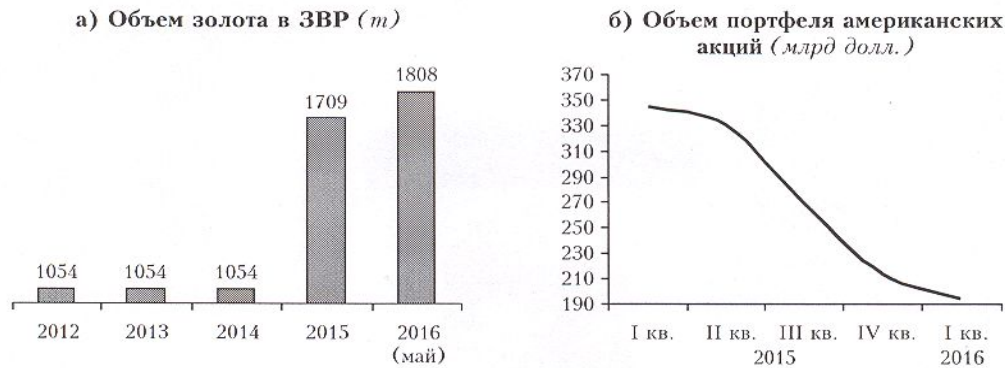 а) Объем золота в ЗВР (т)
1054
1054
1054
1709
1808
2012
2013
2014
2015
2016
(май)
б) Объем портфеля американских
акций (млрд долл.)
370
350
330
310
290
270
250
230
210
190
I кв.
II кв.
III кв.
IV кв.
I кв.
2015
2016